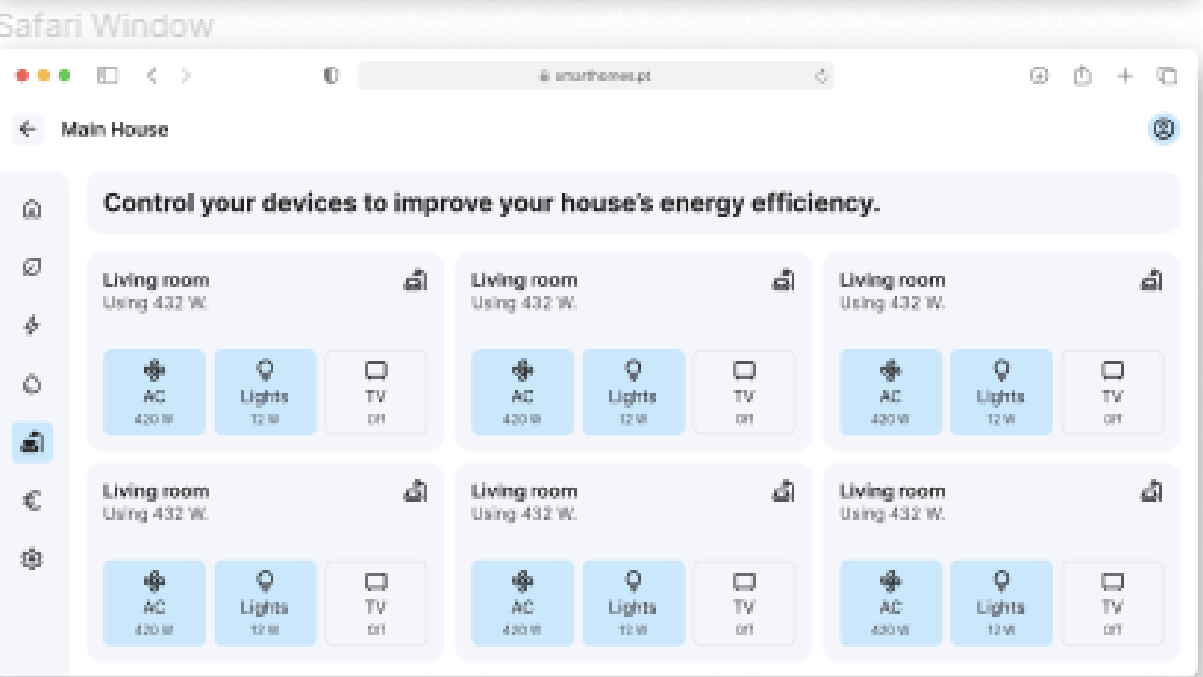 Safari Window
smarthomes.pt
Main House
Control your devices to improve your house's energy efficiency.
Living room
Using 432 W.
AC
420 W
Lights
12 W
TV
Off
Living room
Using 432 W.
AC
420 W
Lights
12 W
TV
Off
Living room
Using 432 W.
AC
420 W
Lights
12 W
TV
Off
Living room
Using 432 W.
AC
420 W
Lights
12 W
TV
Off
Living room
Using 432 W.
AC
420 W
Lights
12 W
TV
Off
Living room
Using 432 W.
AC
420 W
Lights
12 W
TV
Off